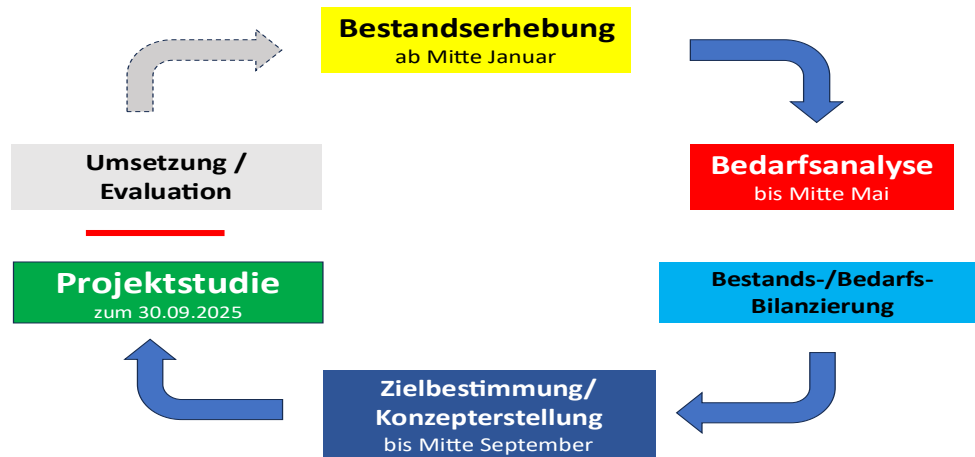 Bestandserhebung
ab Mitte Januar
Umsetzung /
Evaluation
Bedarfsanalyse
bis Mitte Mai
Projektstudie
zum 30.09.2025
Bestands-/Bedarfs-
Bilanzierung
Zielbestimmung/
Konzepterstellung
bis Mitte September